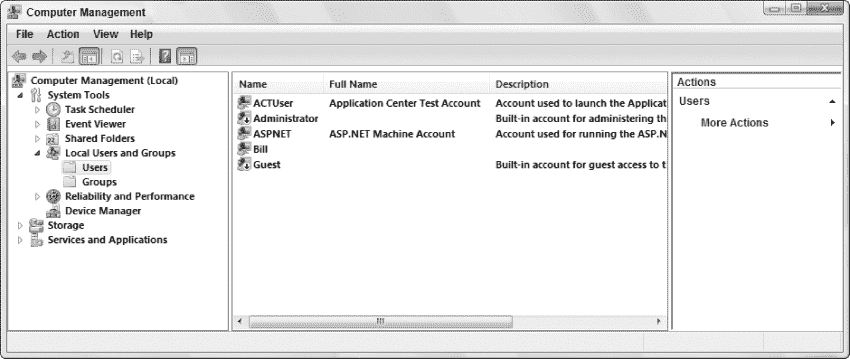 Computer Management
File Action View Help
Computer Management (Local)
System Tools
Task Scheduler
Event Viewer
Shared Folders
Local Users and Groups
Users
Groups
Reliability and Performance
Device Manager
Storage
Services and Applications
Name Full Name Description
ACTUser Application Center Test Account Account used to launch the Applicat
Administrator Built-in account for administering th
ASPNET ASP.NET Machine Account Account used for running the ASP.N
Bill
Guest Built-in account for guest access to t
Actions
Users
More Actions